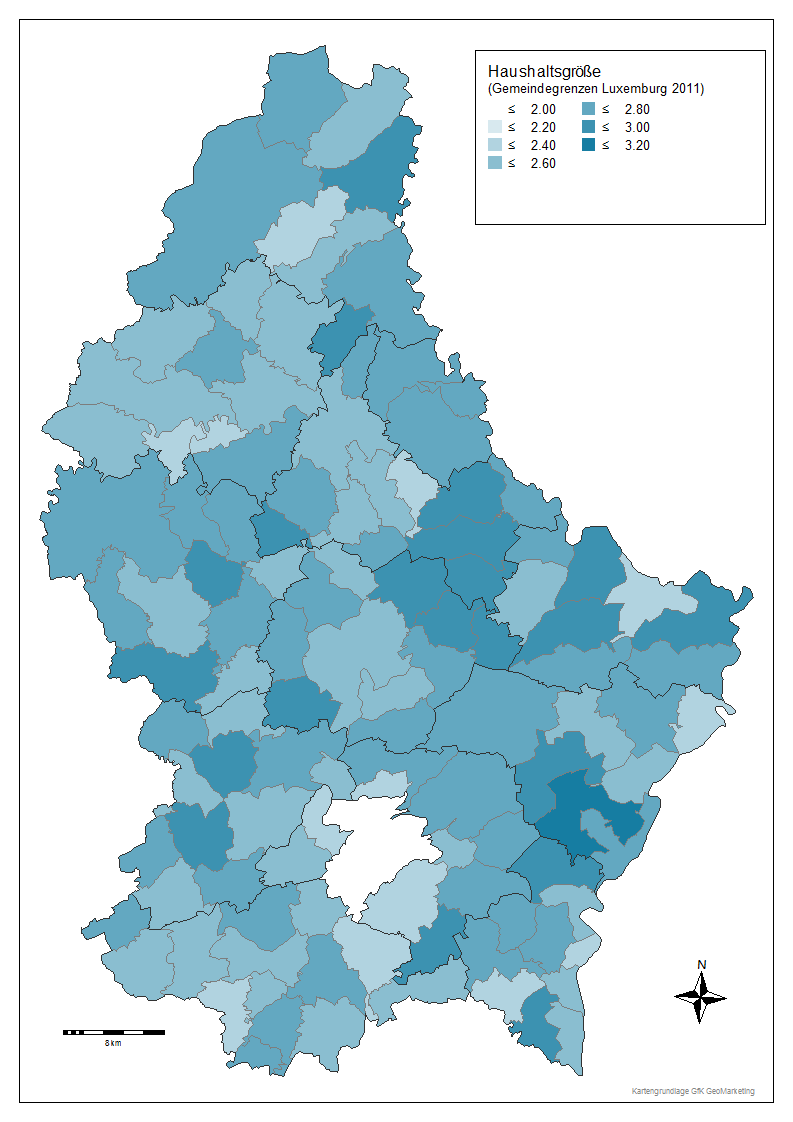 Haushaltsgröße
(Gemeindegrenzen Luxemburg 2011)
≤ 2.00 ≤ 2.80
≤ 2.20 ≤ 3.00
≤ 2.40 ≤ 3.20
≤ 2.60
N
8 km
Kartengrundlage GfK GeoMarketing